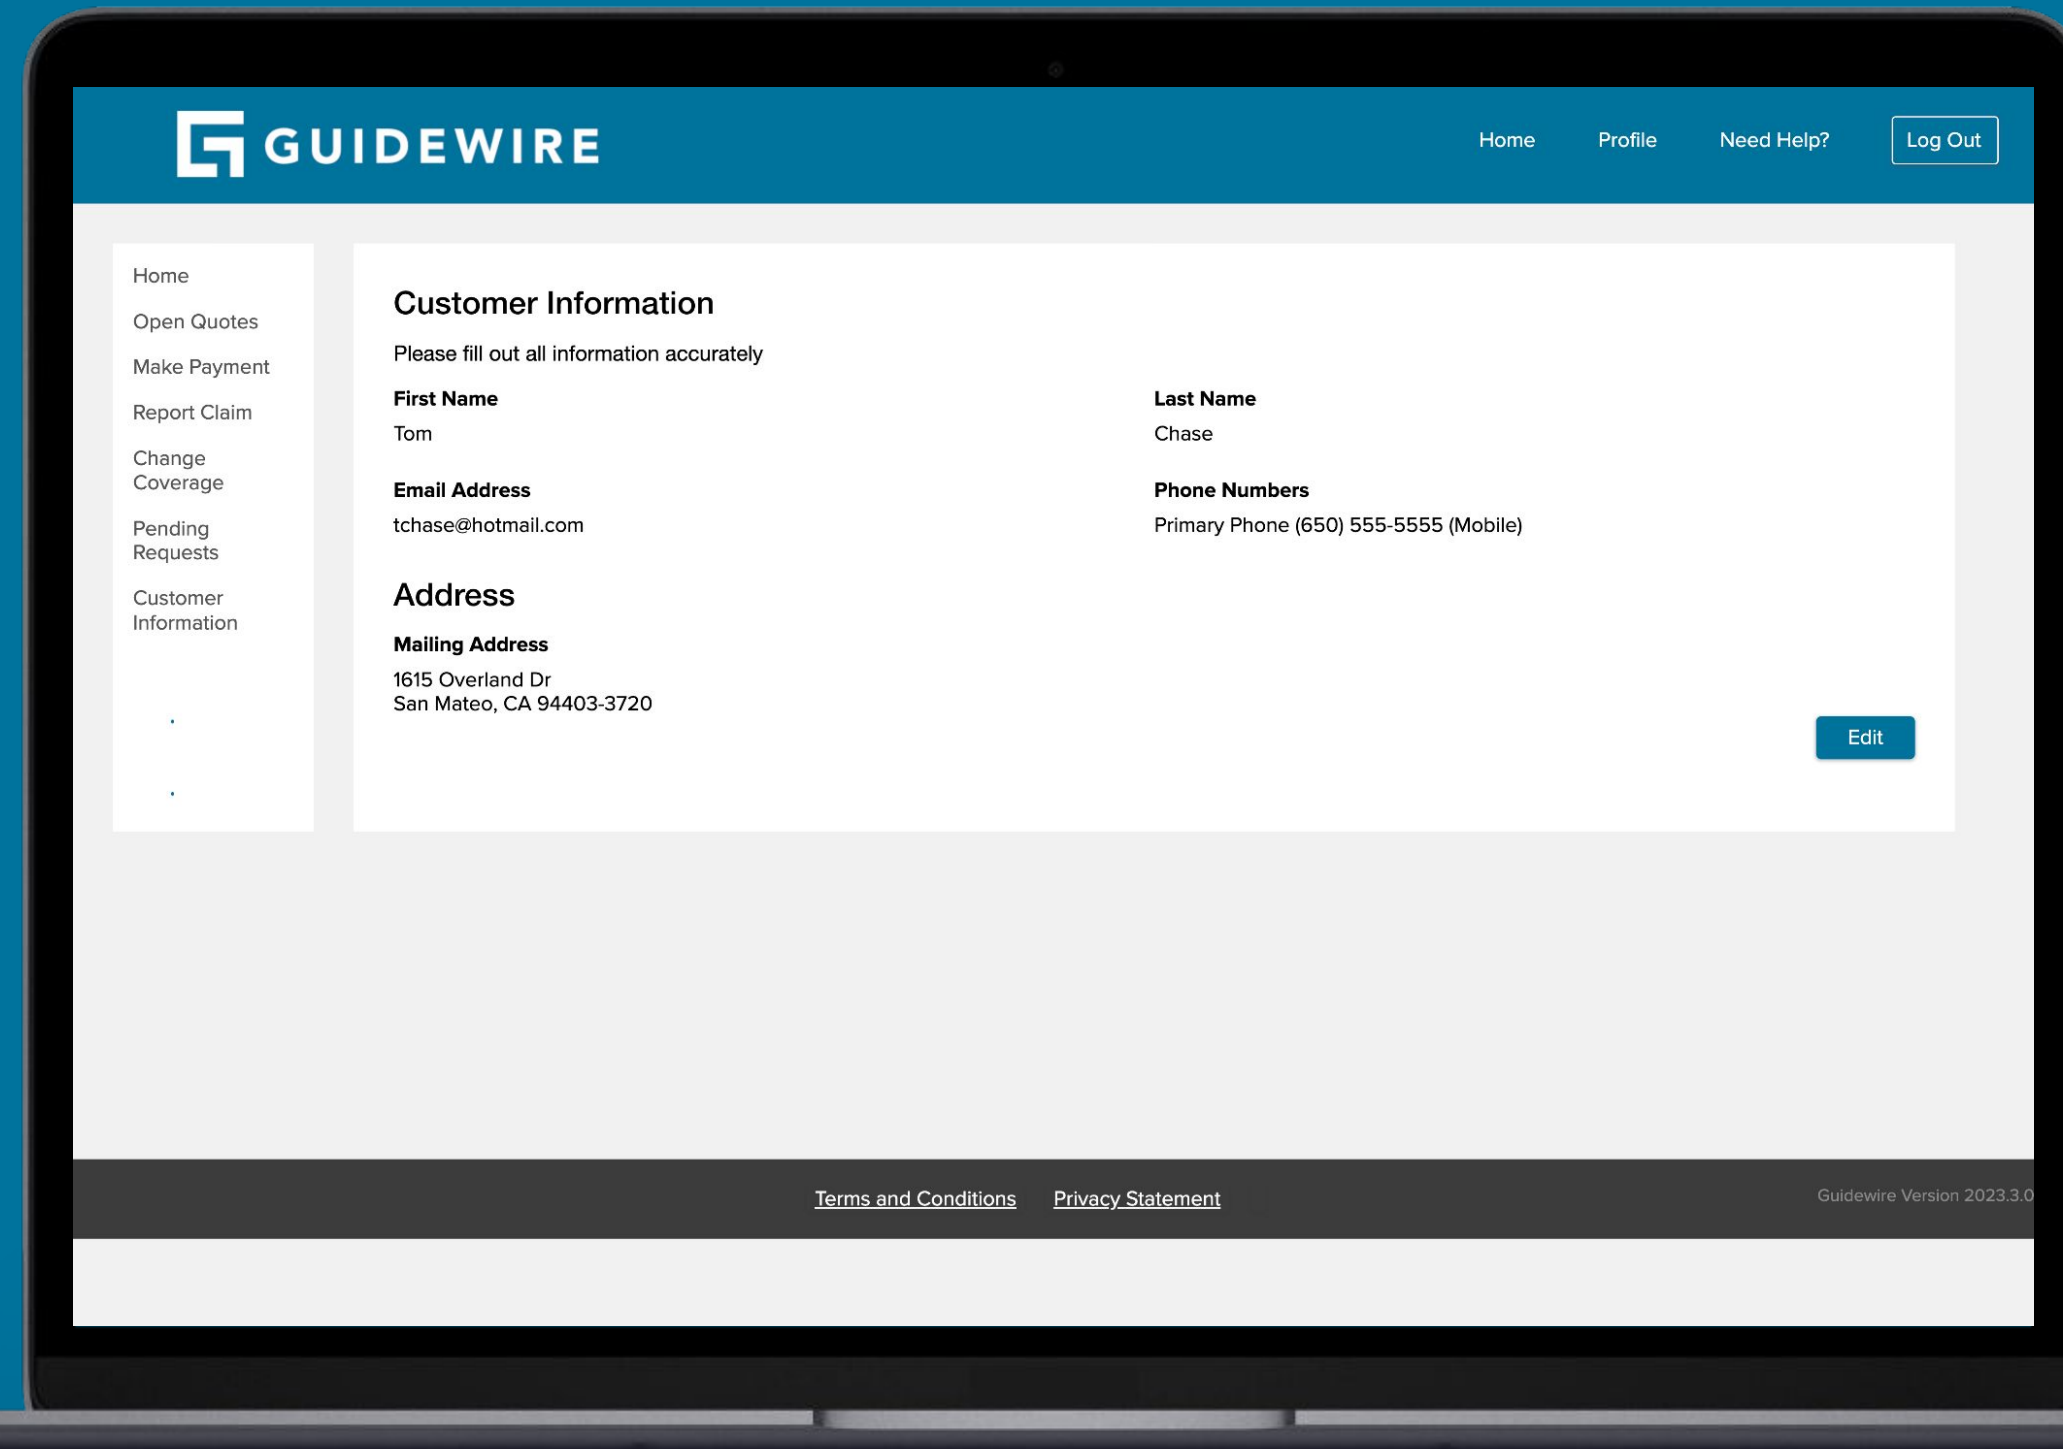 GUIDEWIRE
Home Profile Need Help? Log Out
Home
Open Quotes
Make Payment
Report Claim
Change
Coverage
Pending
Requests
Customer
Information
Customer Information
Please fill out all information accurately
First Name Last Name
Tom Chase
Email Address Phone Numbers
tchase@hotmail.com Primary Phone (650) 555-5555 (Mobile)
Address
Mailing Address
1615 Overland Dr
San Mateo, CA 94403-3720
Edit
Terms and Conditions Privacy Statement Guidewire Version 2023.3.0